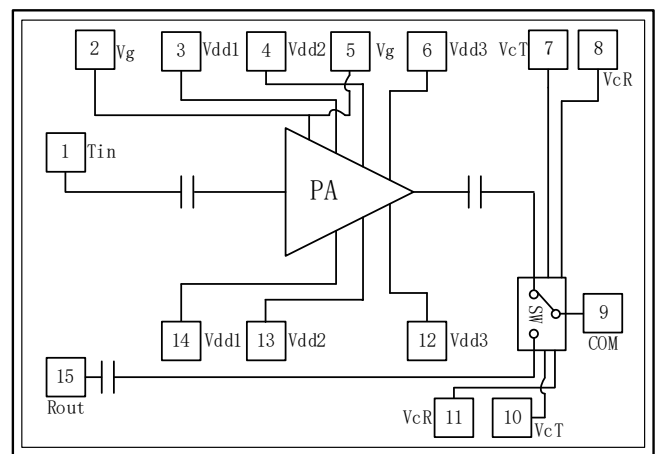 2 Vg
3 Vdd1
4 Vdd2
5 Vg
6 Vdd3
VcT 7
8 VcR
1 Tin
PA
SW
9 COM
14 Vdd1
13 Vdd2
12 Vdd3
15 Rout
VcR 11
10 VcT